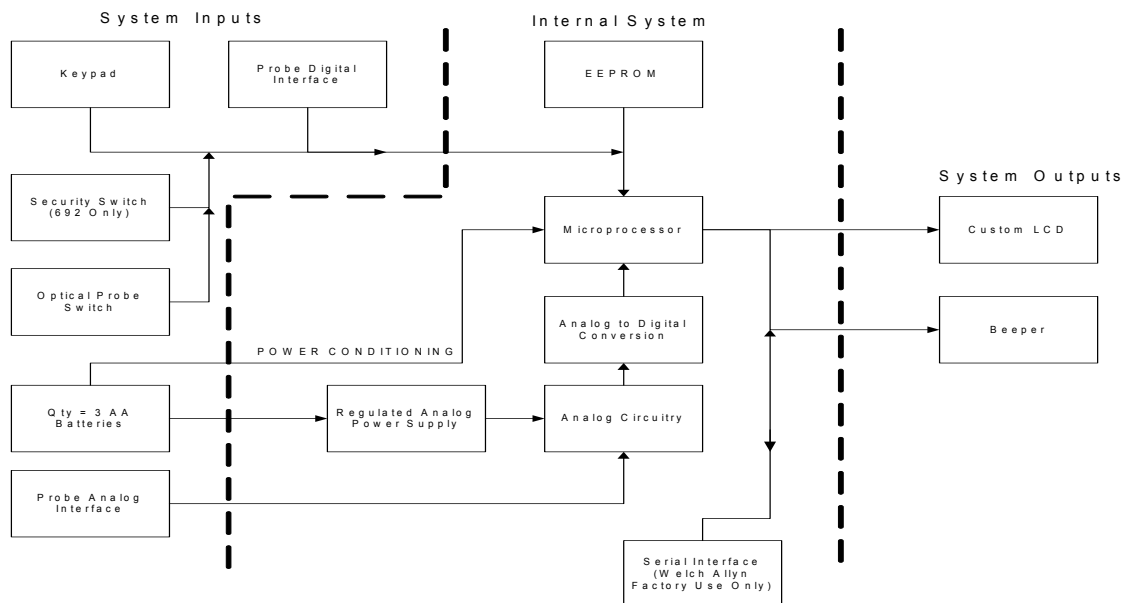 System Inputs
Internal System
Keypad
Probe Digital
Interface
EEPROM
Security Switch
(692 Only)
System Outputs
Microprocessor
Custom LCD
Optical Probe
Switch
Analog to Digital
Conversion
Beeper
POWER CONDITIONING
Qty = 3 AA
Batteries
Regulated Analog
Power Supply
Analog Circuitry
Probe Analog
Interface
Serial Interface
(Welch Allyn
Factory Use Only)